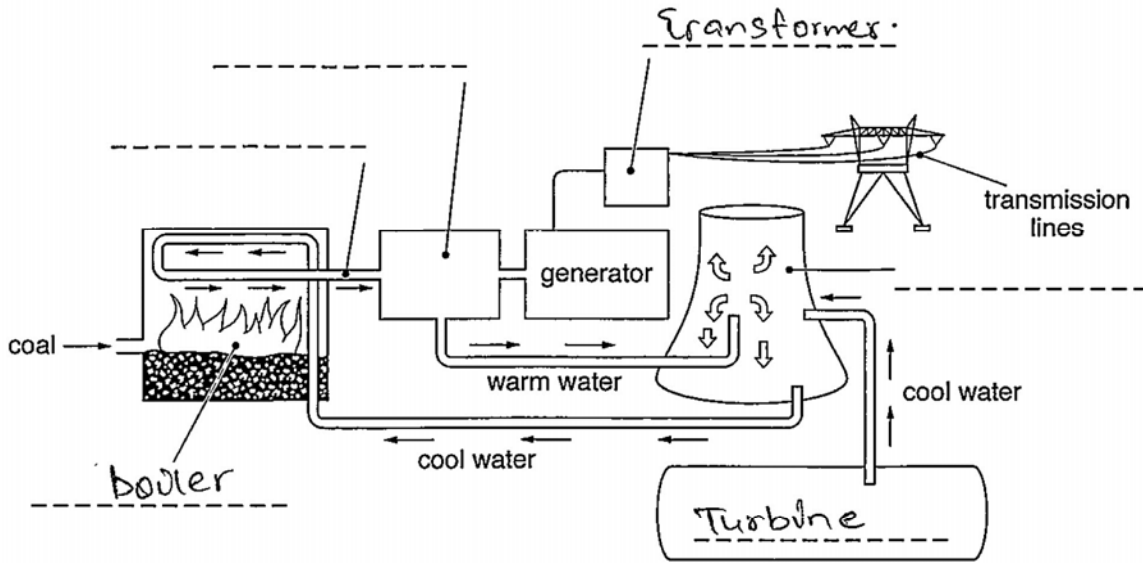 Transformer.
transmission
lines
generator
coal
warm water
cool water
cool water
boiler
Turbine